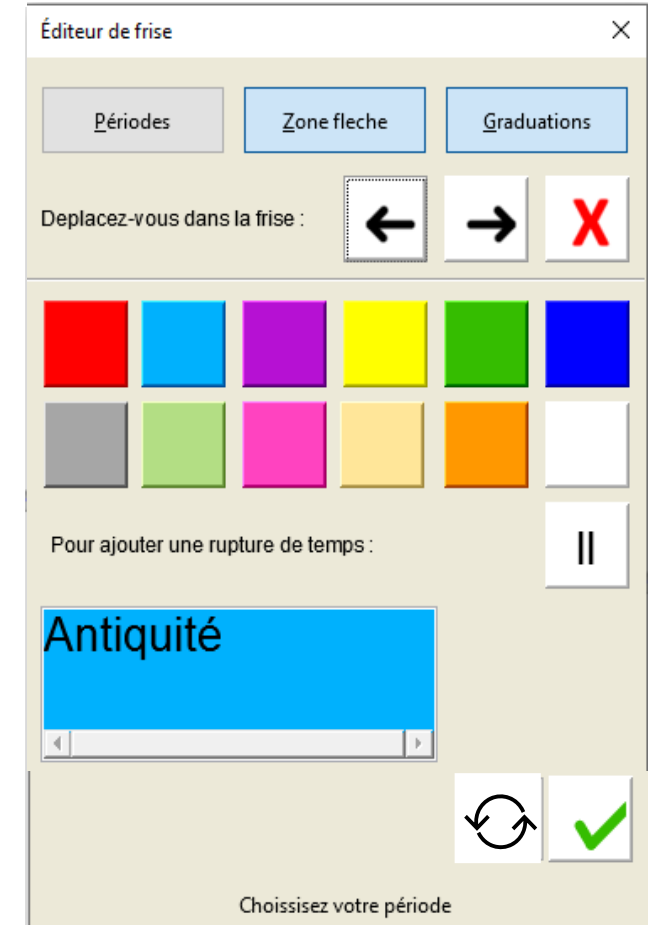 Éditeur de frise
Périodes Zone fleche Graduations
Deplacez-vous dans la frise :
X
Pour ajouter une rupture de temps :
||
Antiquité
Choissisez votre période